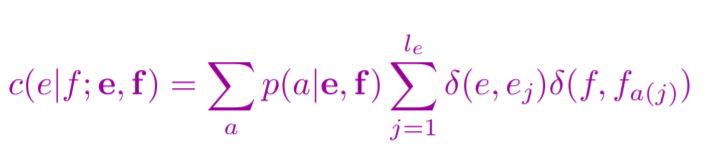 c(e|f; e, f) = ∑_a p(a|e, f) ∑_{j=1}^{l_e} δ(e, e_j)δ(f, f_{a(j)})